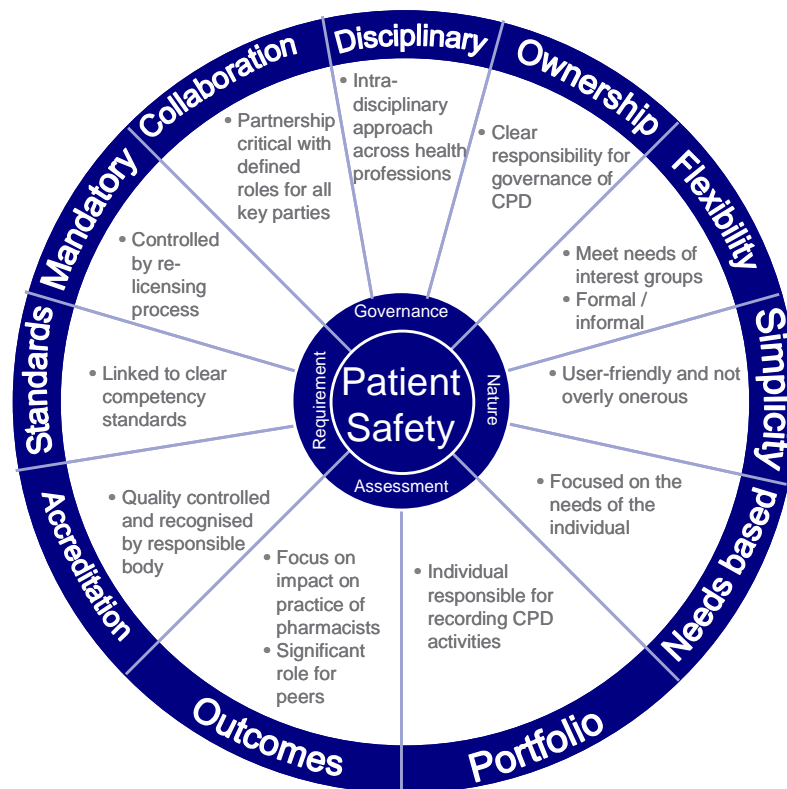 Disciplinary
• Intra-
disciplinary
approach
across health
professions
Ownership
• Clear
responsibility for
governance of
CPD
Flexibility
• Meet needs of
interest groups
• Formal /
informal
Simplicity
• User-friendly and not
overly onerous
Needs based
• Focused on the
needs of the
individual
Portfolio
• Individual
responsible for
recording CPD
activities
Outcomes
• Focus on
impact on
practice of
pharmacists
• Significant
role for
peers
Accreditation
• Quality controlled
and recognised
by responsible
body
Standards
• Linked to clear
competency
standards
Mandatory
• Controlled
by re-
licensing
process
Collaboration
• Partnership
critical with
defined
roles for all
key parties
Governance
Nature
Assessment
Requirement
Patient
Safety